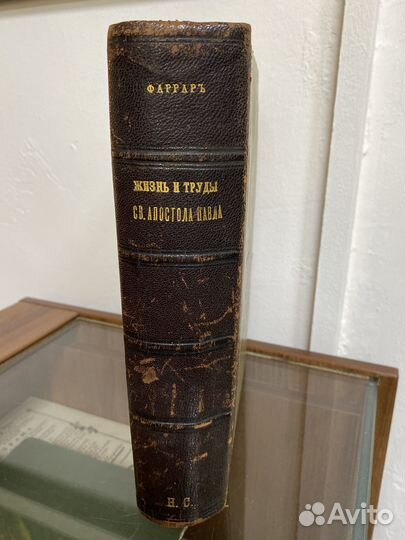 ФАРРАРЪ
ЖИЗНЬ И ТРУДЫ
СВ. АПОСТОЛА ПАВЛА
Н. С.
Avito